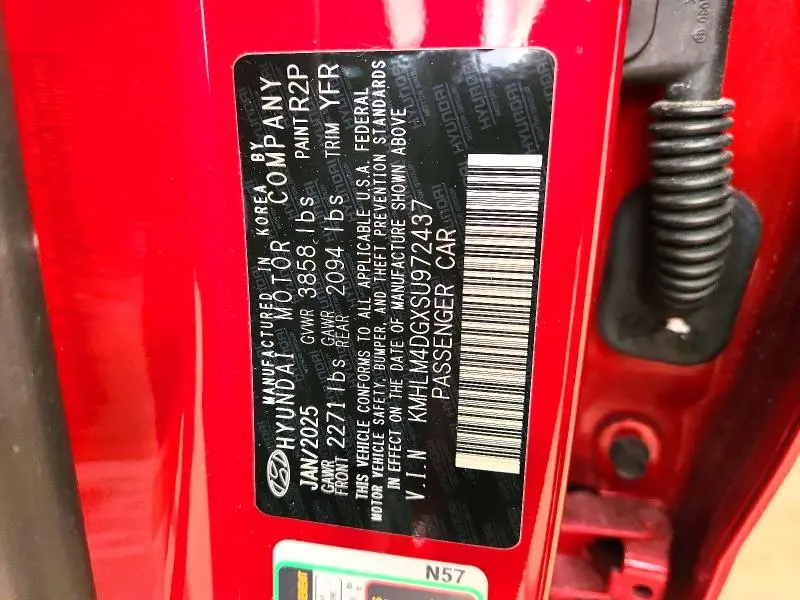 MANUFACTURED IN KOREA BY
HYUNDAI MOTOR COMPANY
JAN/2025 GVWR 3858 lbs PAINT R2P
GAWR FRONT 2271 lbs GAWR REAR 2094 lbs TRIM YFR
THIS VEHICLE CONFORMS TO ALL APPLICABLE U.S.A. FEDERAL
MOTOR VEHICLE SAFETY, BUMPER, AND THEFT PREVENTION STANDARDS
IN EFFECT ON THE DATE OF MANUFACTURE SHOWN ABOVE
V.I.N KMHLM4DGXSU972437
PASSENGER CAR
N57